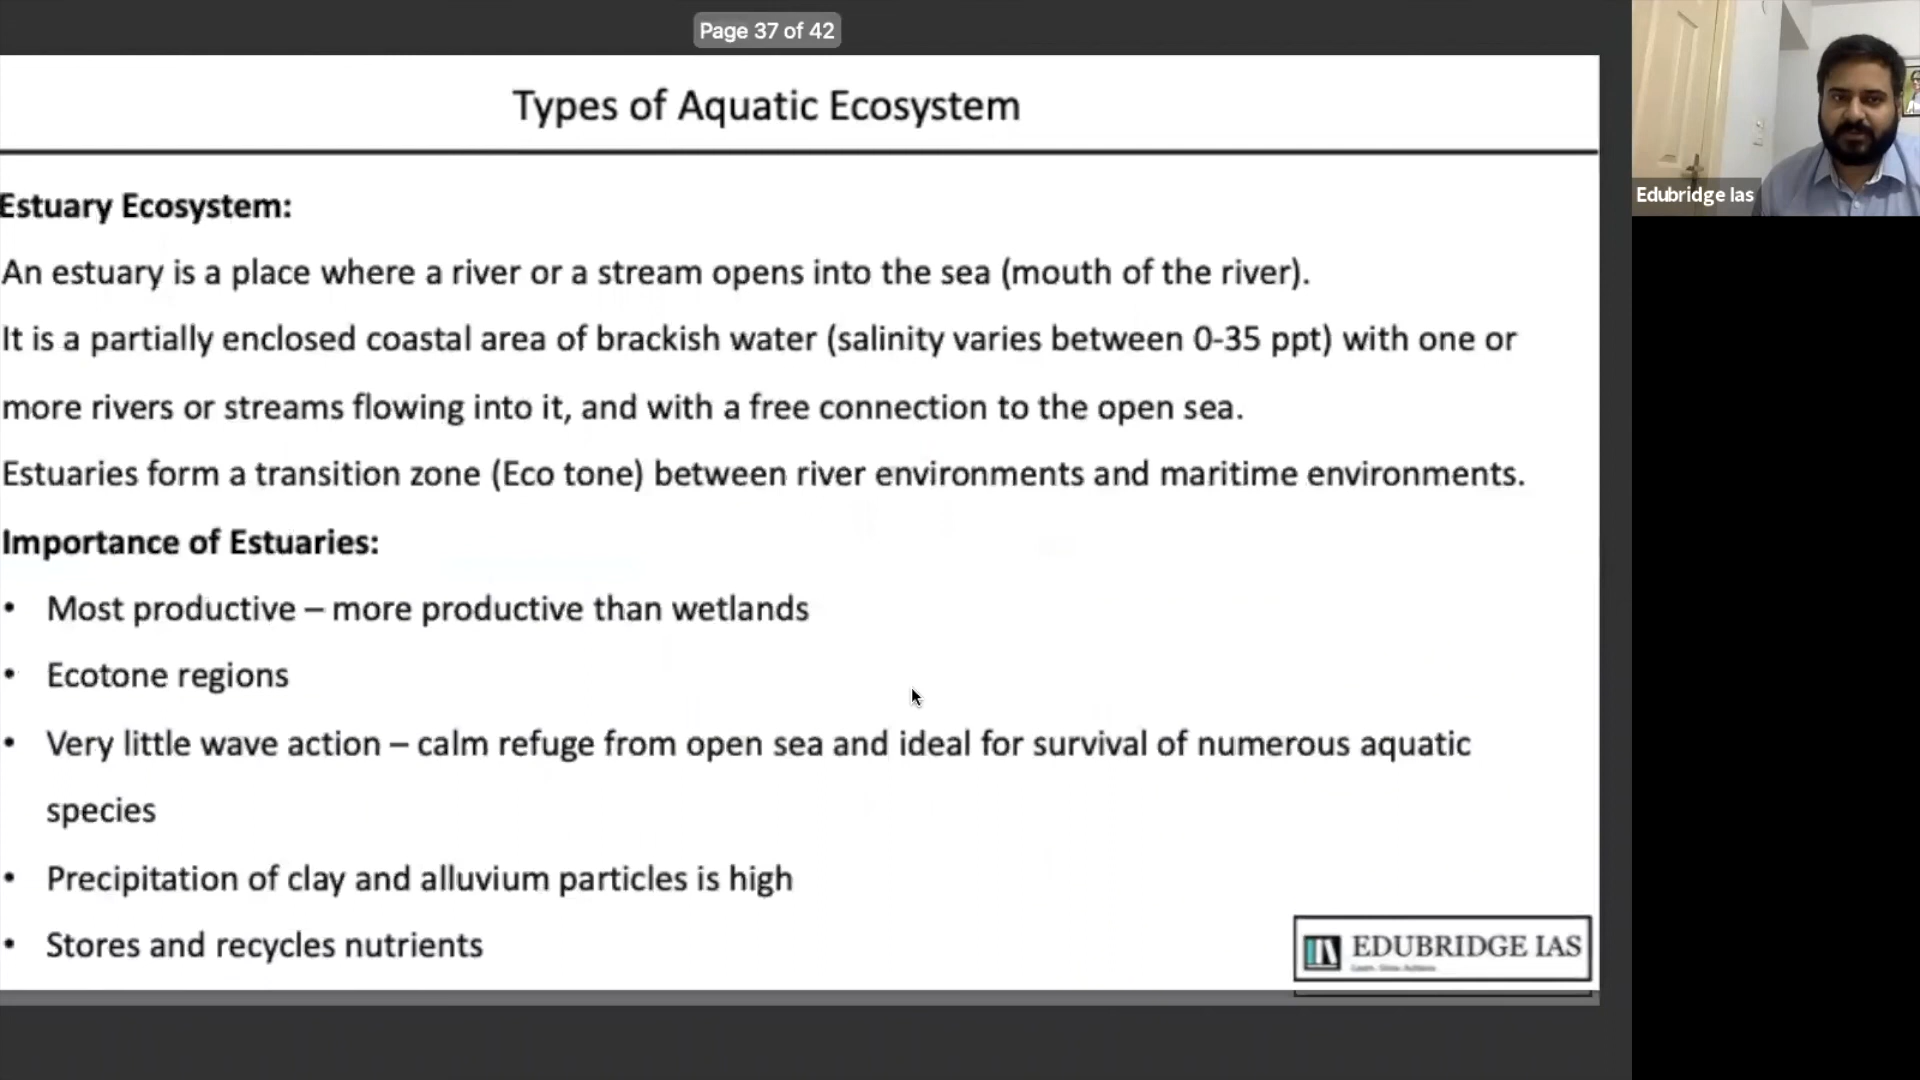 Page 37 of 42
Types of Aquatic Ecosystem
Estuary Ecosystem:
An estuary is a place where a river or a stream opens into the sea (mouth of the river).
It is a partially enclosed coastal area of brackish water (salinity varies between 0-35 ppt) with one or
more rivers or streams flowing into it, and with a free connection to the open sea.
Estuaries form a transition zone (Eco tone) between river environments and maritime environments.
Importance of Estuaries:
• Most productive – more productive than wetlands
• Ecotone regions
• Very little wave action – calm refuge from open sea and ideal for survival of numerous aquatic
species
• Precipitation of clay and alluvium particles is high
• Stores and recycles nutrients
EDUBRIDGE IAS
Edubridge Ias